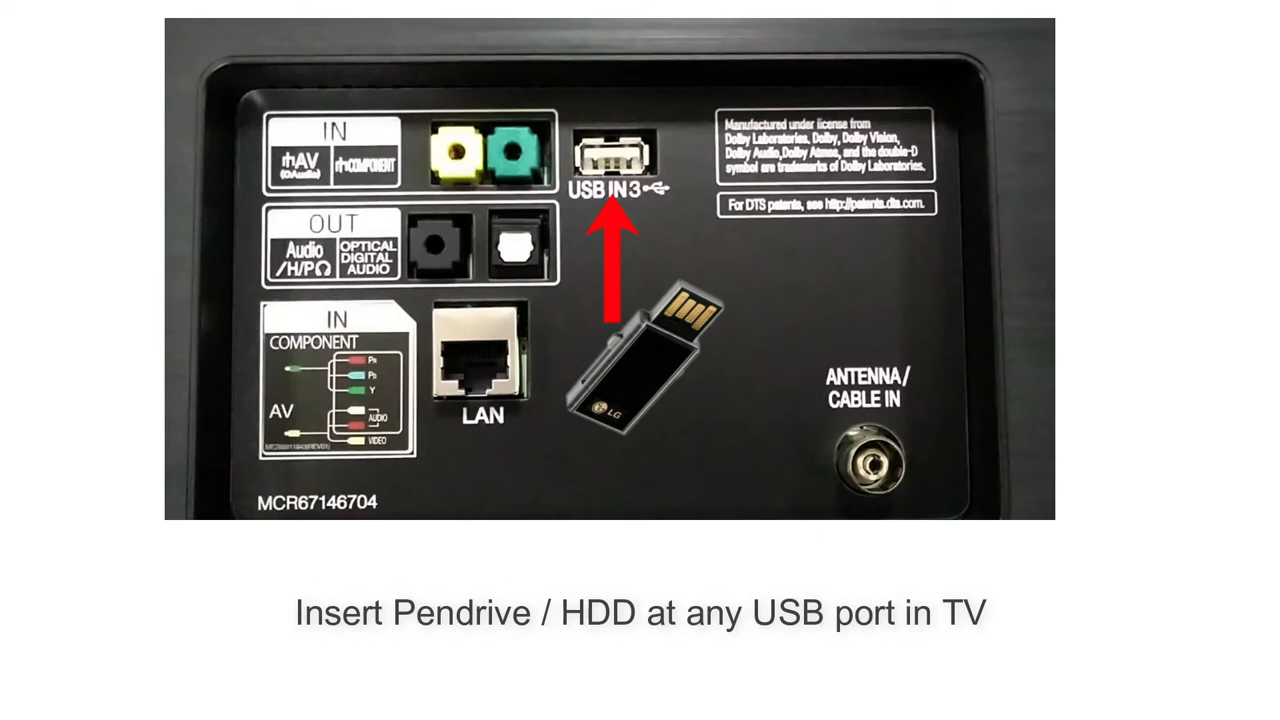 IN
AV
(DAudio)
COMPONENT
USB IN 3
Manufactured under license from
Dolby Laboratories, Dolby, Dolby Vision,
Dolby Audio,Dolby Atmos, and the double-D
symbol are trademarks of Dolby Laboratories.
For DTS patents, see http://patents.dts.com.
OUT
Audio
/H/P
OPTICAL
DIGITAL
AUDIO
IN
COMPONENT
PR
PB
Y
AV
AUDIO
VIDEO
LAN
LG
ANTENNA/
CABLE IN
MCR67146704
Insert Pendrive / HDD at any USB port in TV